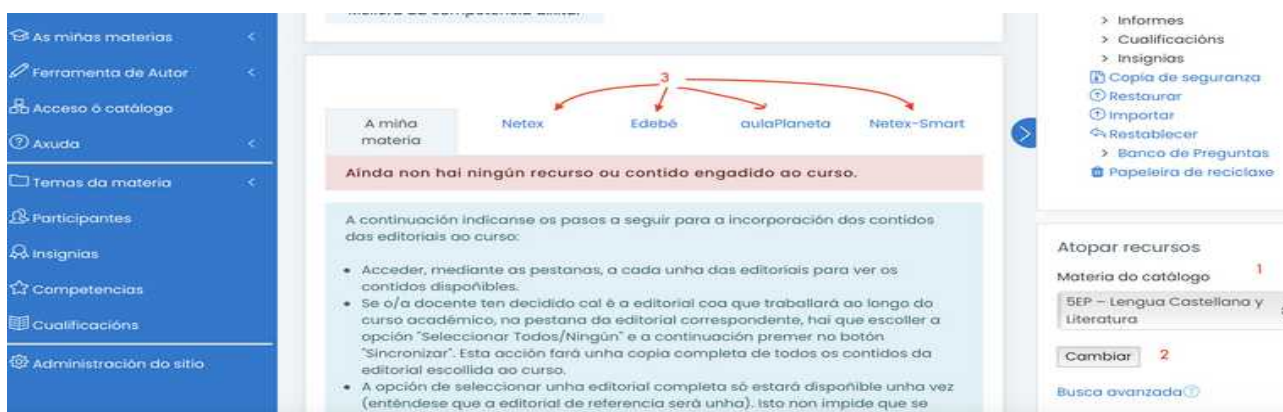 As miñas materias
Ferramenta de Autor
Acceso ó catálogo
Axuda
Temas da materia
Participantes
Insignias
Competencias
Cualificacións
Administración do sitio
3
A miña
materia
Netex
Edebé
aulaPlaneta
Netex-Smart
Aínda non hai ningún recurso ou contido engadido ao curso.
A continuación indícanse os pasos a seguir para a incorporación dos contidos
das editoriais ao curso:
Acceder, mediante as pestanas, a cada unha das editoriais para ver os
contidos dispoñibles.
Se o/a docente ten decidido cal é a editorial coa que traballará ao longo do
curso académico, na pestana da editorial correspondente, hai que escoller a
opción "Seleccionar Todos/Ningún" e a continuación premer no botón
"Sincronizar". Esta acción fará unha copia completa de todos os contidos da
editorial escollida ao curso.
A opción de seleccionar unha editorial completa só estará dispoñible unha vez
(enténdese que a editorial de referencia será unha). Isto non impide que se
> Informes
> Cualificacións
> Insignias
Copia de seguranza
Restaurar
Importar
Restablecer
> Banco de Preguntas
Papeleira de reciclaxe
Atopar recursos
Materia do catálogo 1
5EP – Lengua Castellana y
Literatura
Cambiar 2
Busca avanzada